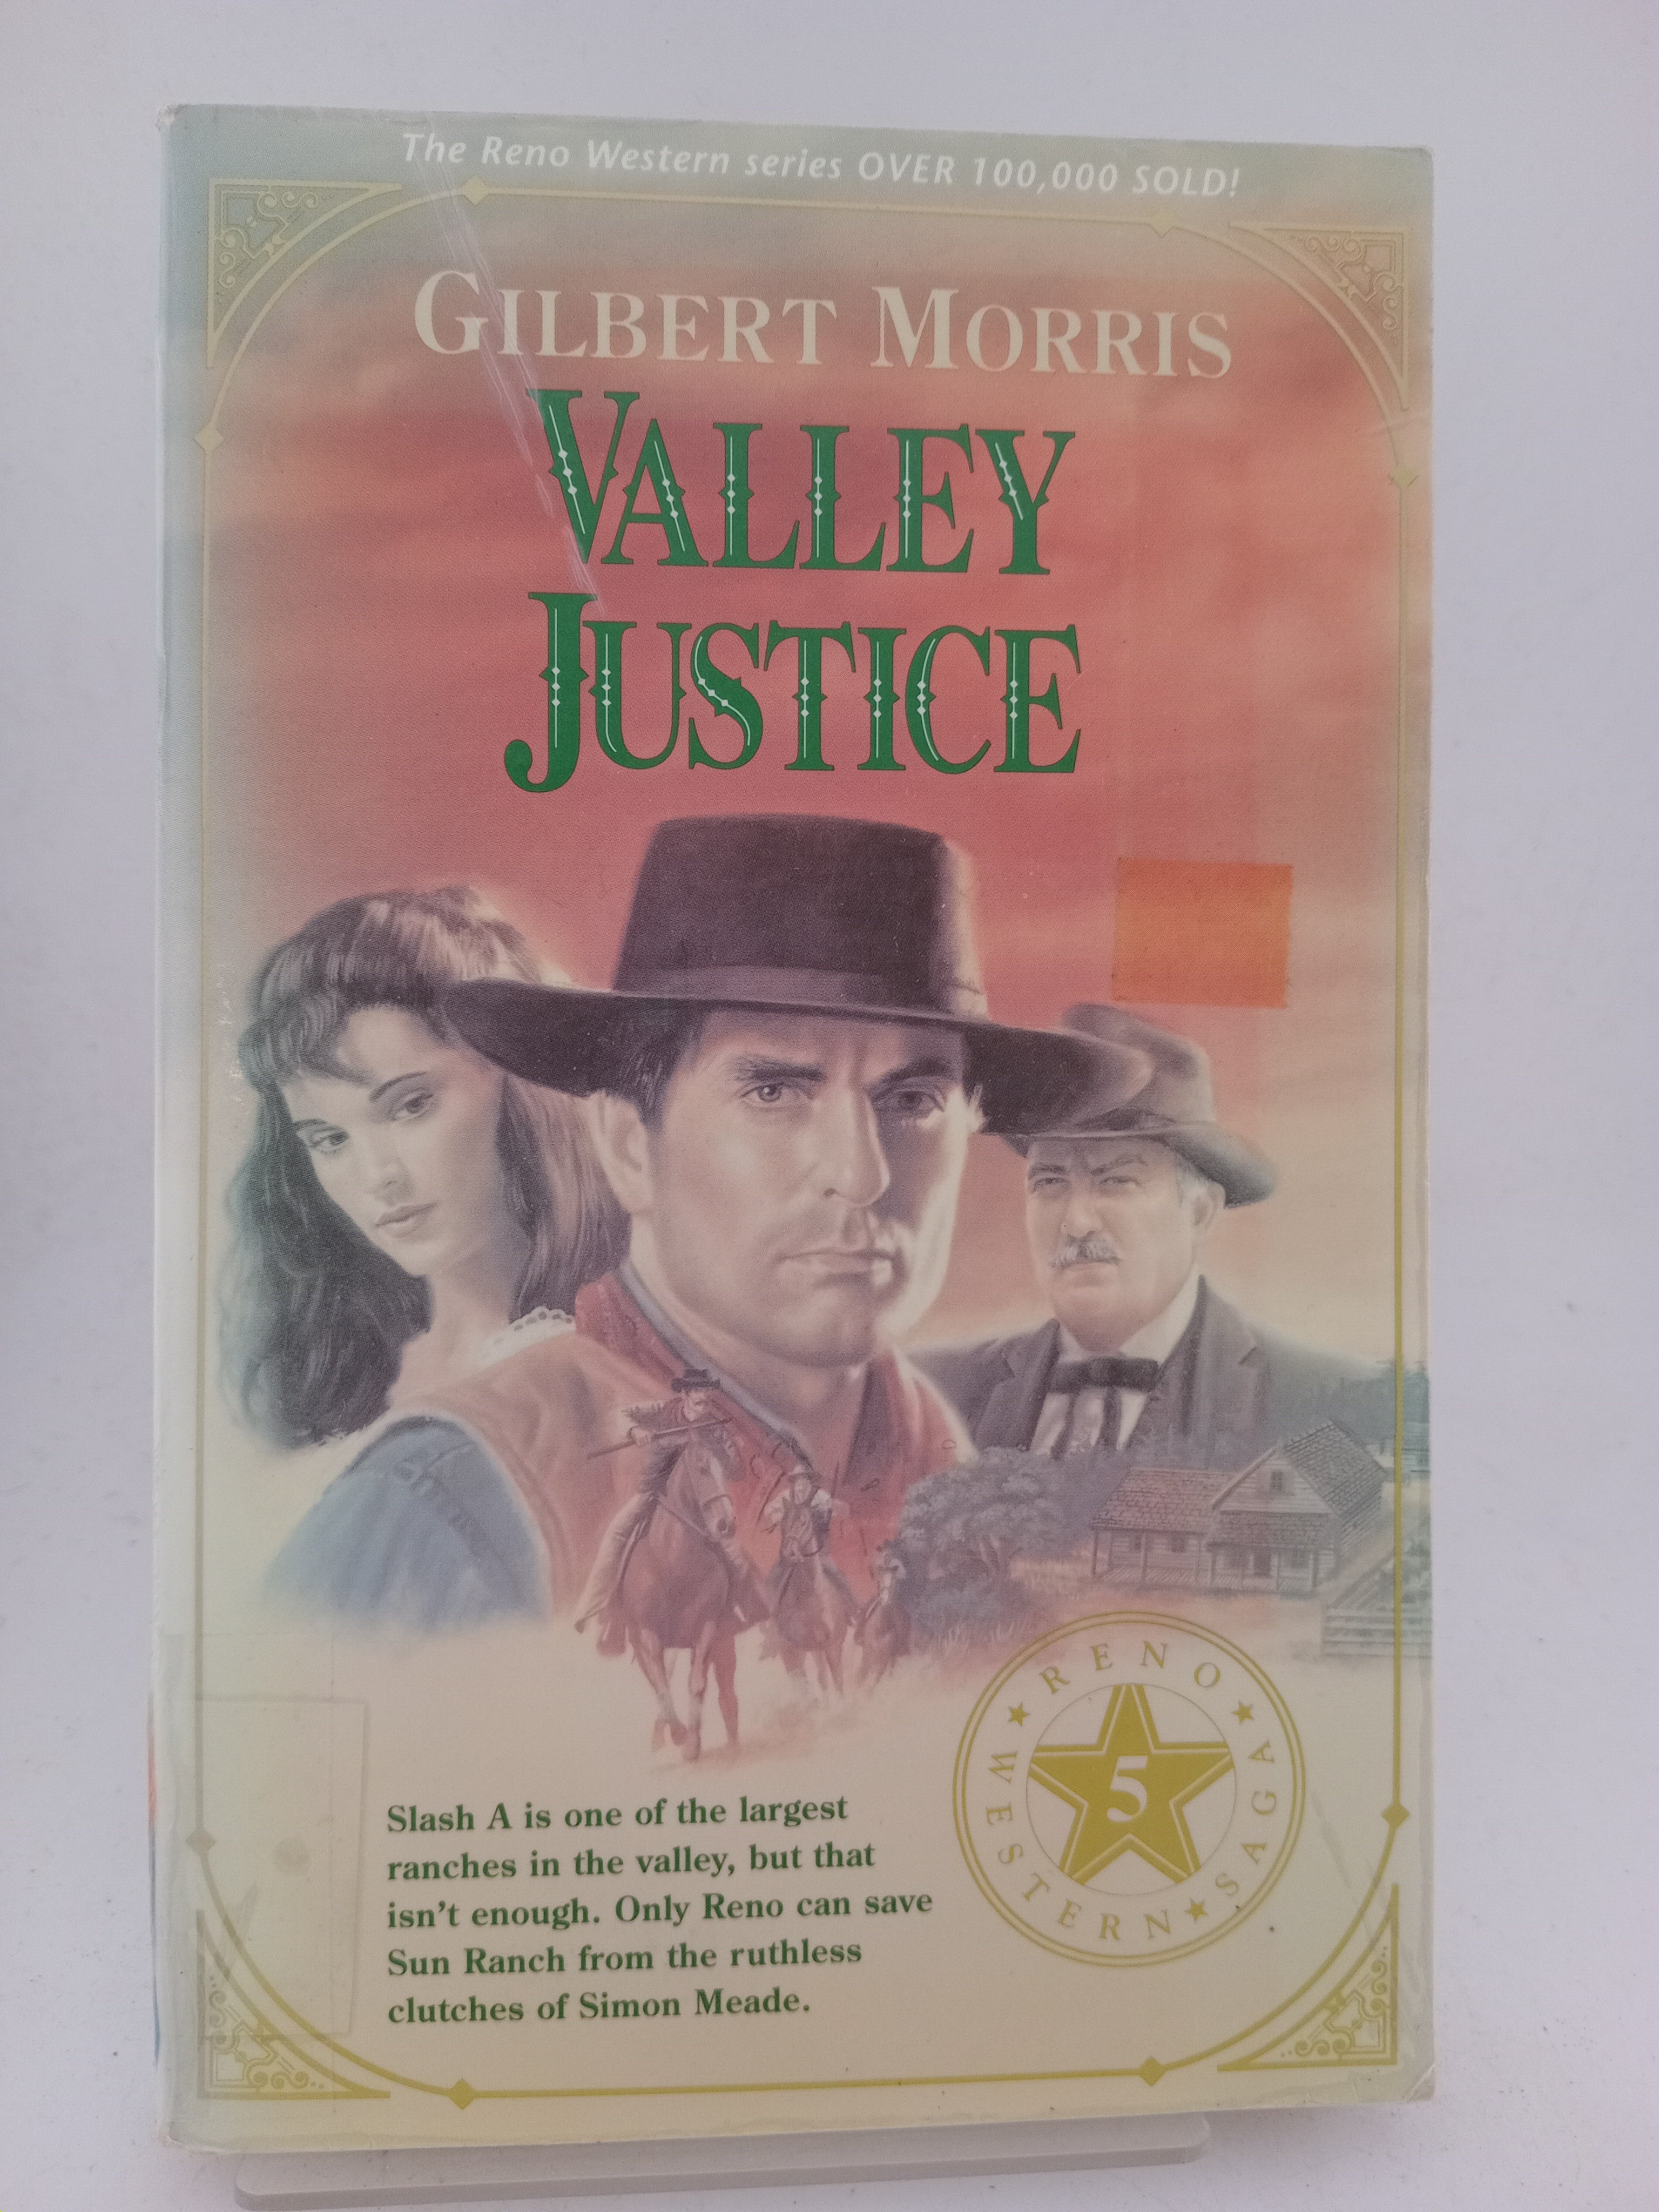 The Reno Western series OVER 100,000 SOLD!
GILBERT MORRIS
VALLEY
JUSTICE
RENO
WESTERN
SAGA
5
Slash A is one of the largest
ranches in the valley, but that
isn't enough. Only Reno can save
Sun Ranch from the ruthless
clutches of Simon Meade.